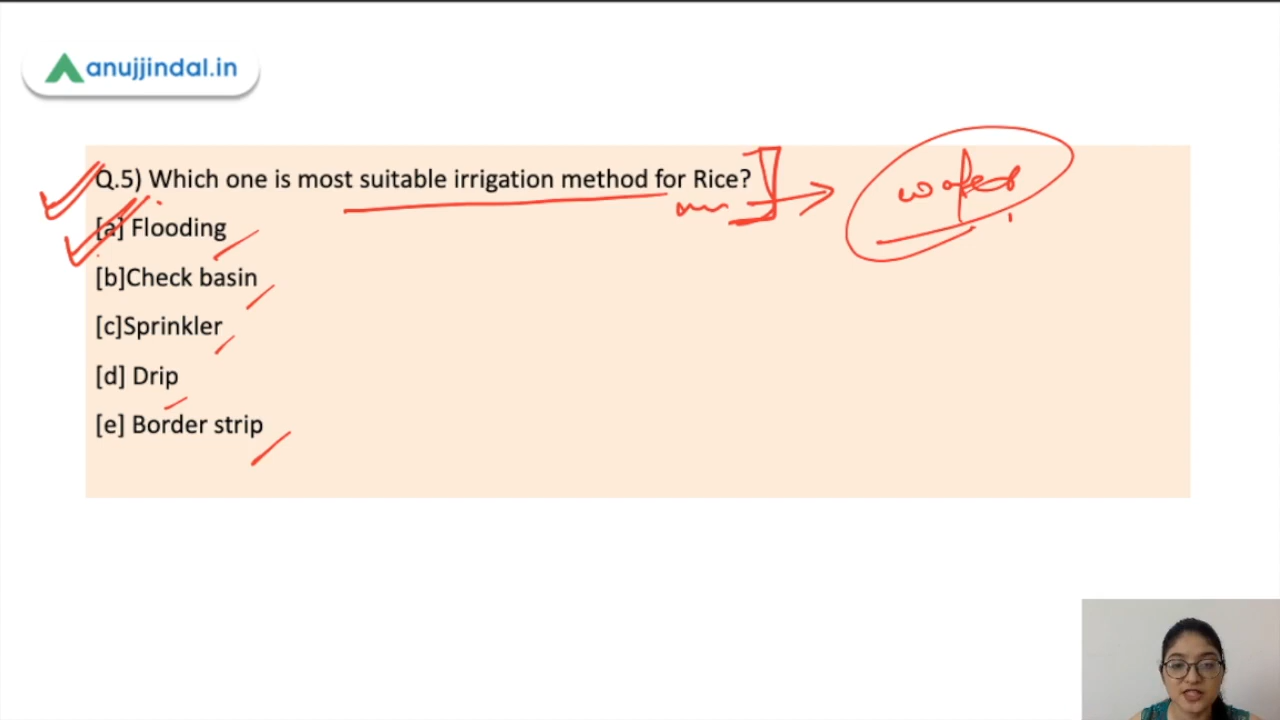 anujjindal.in
Q.5) Which one is most suitable irrigation method for Rice?
water
[a] Flooding
[b]Check basin
[c]Sprinkler
[d] Drip
[e] Border strip